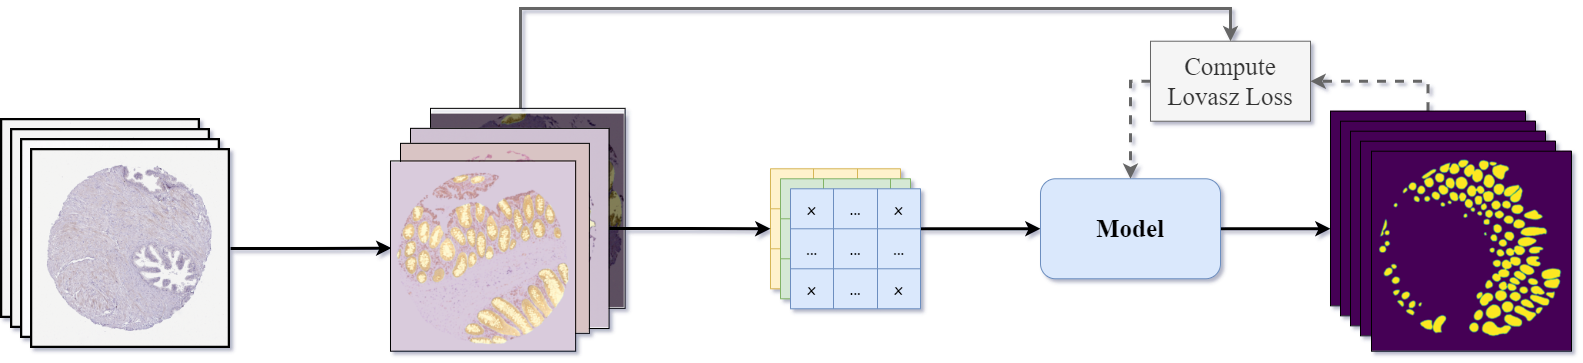 Compute
Lovasz Loss
x ... x
... ... ...
x ... x
Model